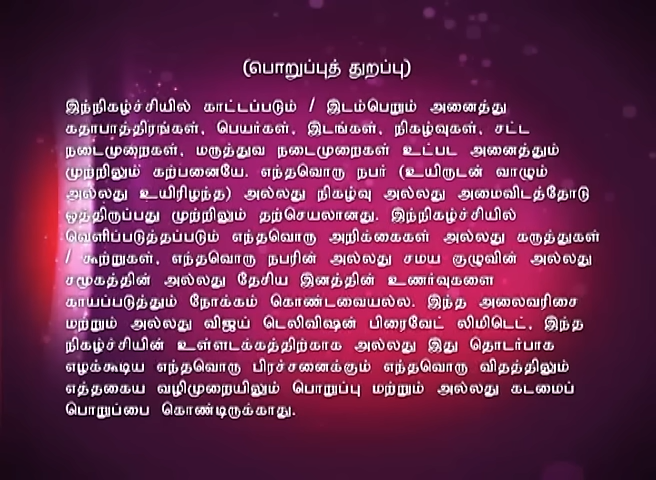 (பொறுப்புத் துறப்பு)
இந்நிகழ்ச்சியில் காட்டப்படும் / இடம்பெறும் அனைத்து
கதாபாத்திரங்கள், பெயர்கள், இடங்கள், நிகழ்வுகள், சட்ட
நடைமுறைகள், மருத்துவ நடைமுறைகள் உட்பட அனைத்தும்
முற்றிலும் கற்பனையே. எந்தவொரு நபர் (உயிருடன் வாழும்
அல்லது உயிரிழந்த) அல்லது நிகழ்வு அல்லது அமைவிடத்தோடு
ஒத்திருப்பது முற்றிலும் தற்செயலானது. இந்நிகழ்ச்சியில்
வெளிப்படுத்தப்படும் எந்தவொரு அறிக்கைகள் அல்லது கருத்துகள்
/ கூற்றுகள், எந்தவொரு நபரின் அல்லது சமய குழுவின் அல்லது
சமூகத்தின் அல்லது தேசிய இனத்தின் உணர்வுகளை
காயப்படுத்தும் நோக்கம் கொண்டவையல்ல. இந்த அலைவரிசை
மற்றும் அல்லது விஜய் டெலிவிஷன் பிரைவேட் லிமிடெட், இந்த
நிகழ்ச்சியின் உள்ளடக்கத்திற்காக அல்லது இது தொடர்பாக
எழக்கூடிய எந்தவொரு பிரச்சனைக்கும் எந்தவொரு விதத்திலும்
எத்தகைய வழிமுறையிலும் பொறுப்பு மற்றும் அல்லது கடமைப்
பொறுப்பை கொண்டிருக்காது.